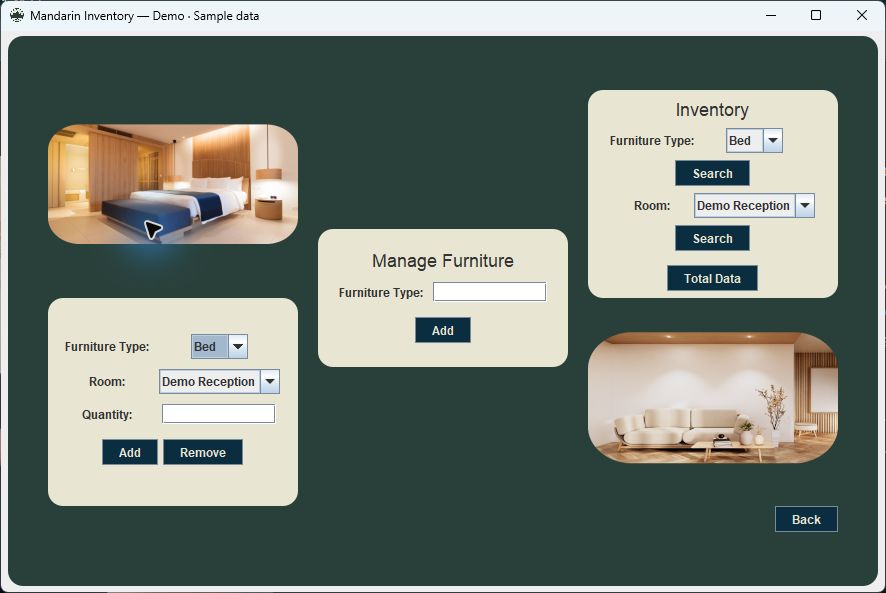 Mandarin Inventory — Demo · Sample data
Furniture Type: Bed
Room: Demo Reception
Quantity:
Add Remove
Manage Furniture
Furniture Type:
Add
Inventory
Furniture Type: Bed
Search
Room: Demo Reception
Search
Total Data
Back